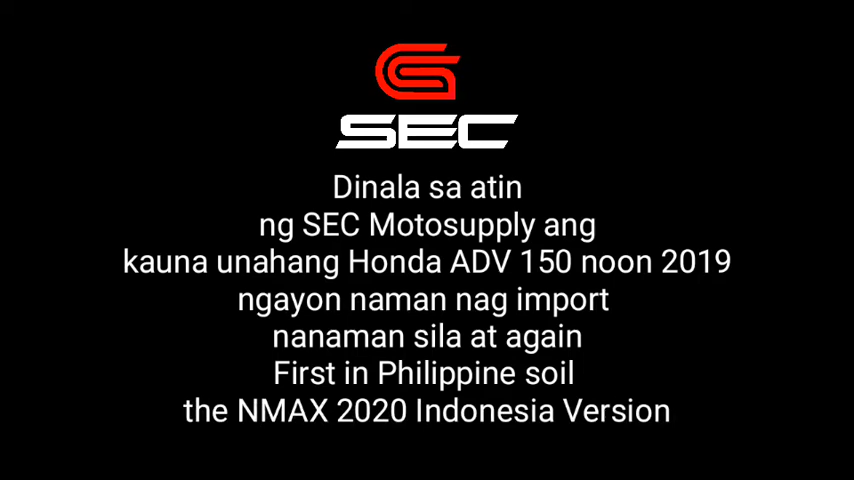 SEC
Dinala sa atin
ng SEC Motosupply ang
kauna unahang Honda ADV 150 noon 2019
ngayon naman nag import
nanaman sila at again
First in Philippine soil
the NMAX 2020 Indonesia Version